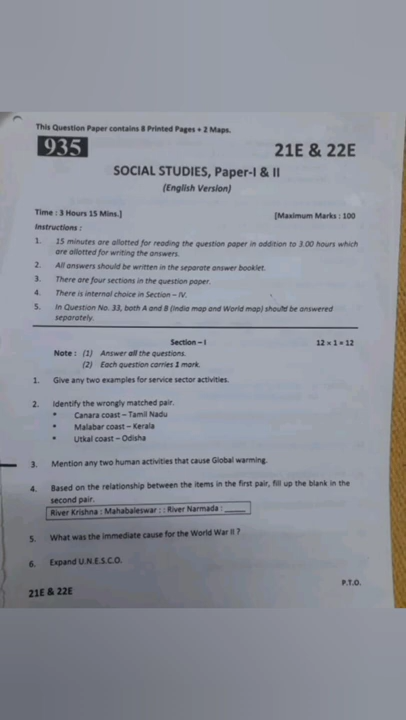 This Question Paper contains 8 Printed Pages + 2 Maps.
935
21E & 22E
SOCIAL STUDIES, Paper-I & II
(English Version)
Time : 3 Hours 15 Mins.]
[Maximum Marks : 100
Instructions :
1. 15 minutes are allotted for reading the question paper in addition to 3.00 hours which
are allotted for writing the answers.
2. All answers should be written in the separate answer booklet.
3. There are four sections in the question paper.
4. There is internal choice in Section – IV.
5. In Question No. 33, both A and B (India map and World map) should be answered
separately.
Section – I
12 x 1 = 12
Note : (1) Answer all the questions.
(2) Each question carries 1 mark.
1. Give any two examples for service sector activities.
2. Identify the wrongly matched pair.
* Canara coast – Tamil Nadu
* Malabar coast – Kerala
* Utkal coast – Odisha
3. Mention any two human activities that cause Global warming.
4. Based on the relationship between the items in the first pair, fill up the blank in the
second pair.
River Krishna : Mahabaleswar : : River Narmada : _____
5. What was the immediate cause for the World War II ?
6. Expand U.N.E.S.C.O.
P.T.O.
21E & 22E